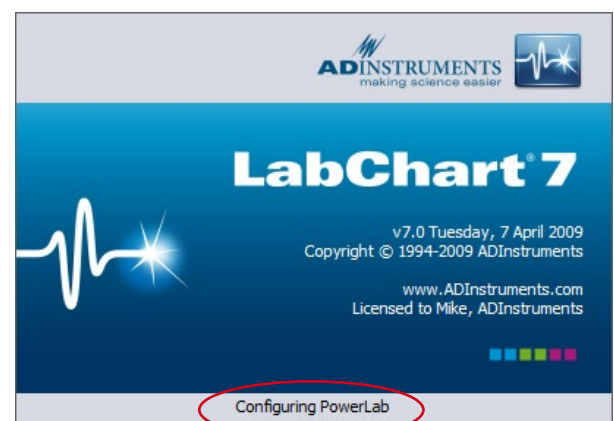 ADINSTRUMENTS
making science easier
LabChart® 7
v7.0 Tuesday, 7 April 2009
Copyright © 1994-2009 ADInstruments
www.ADInstruments.com
Licensed to Mike, ADInstruments
Configuring PowerLab